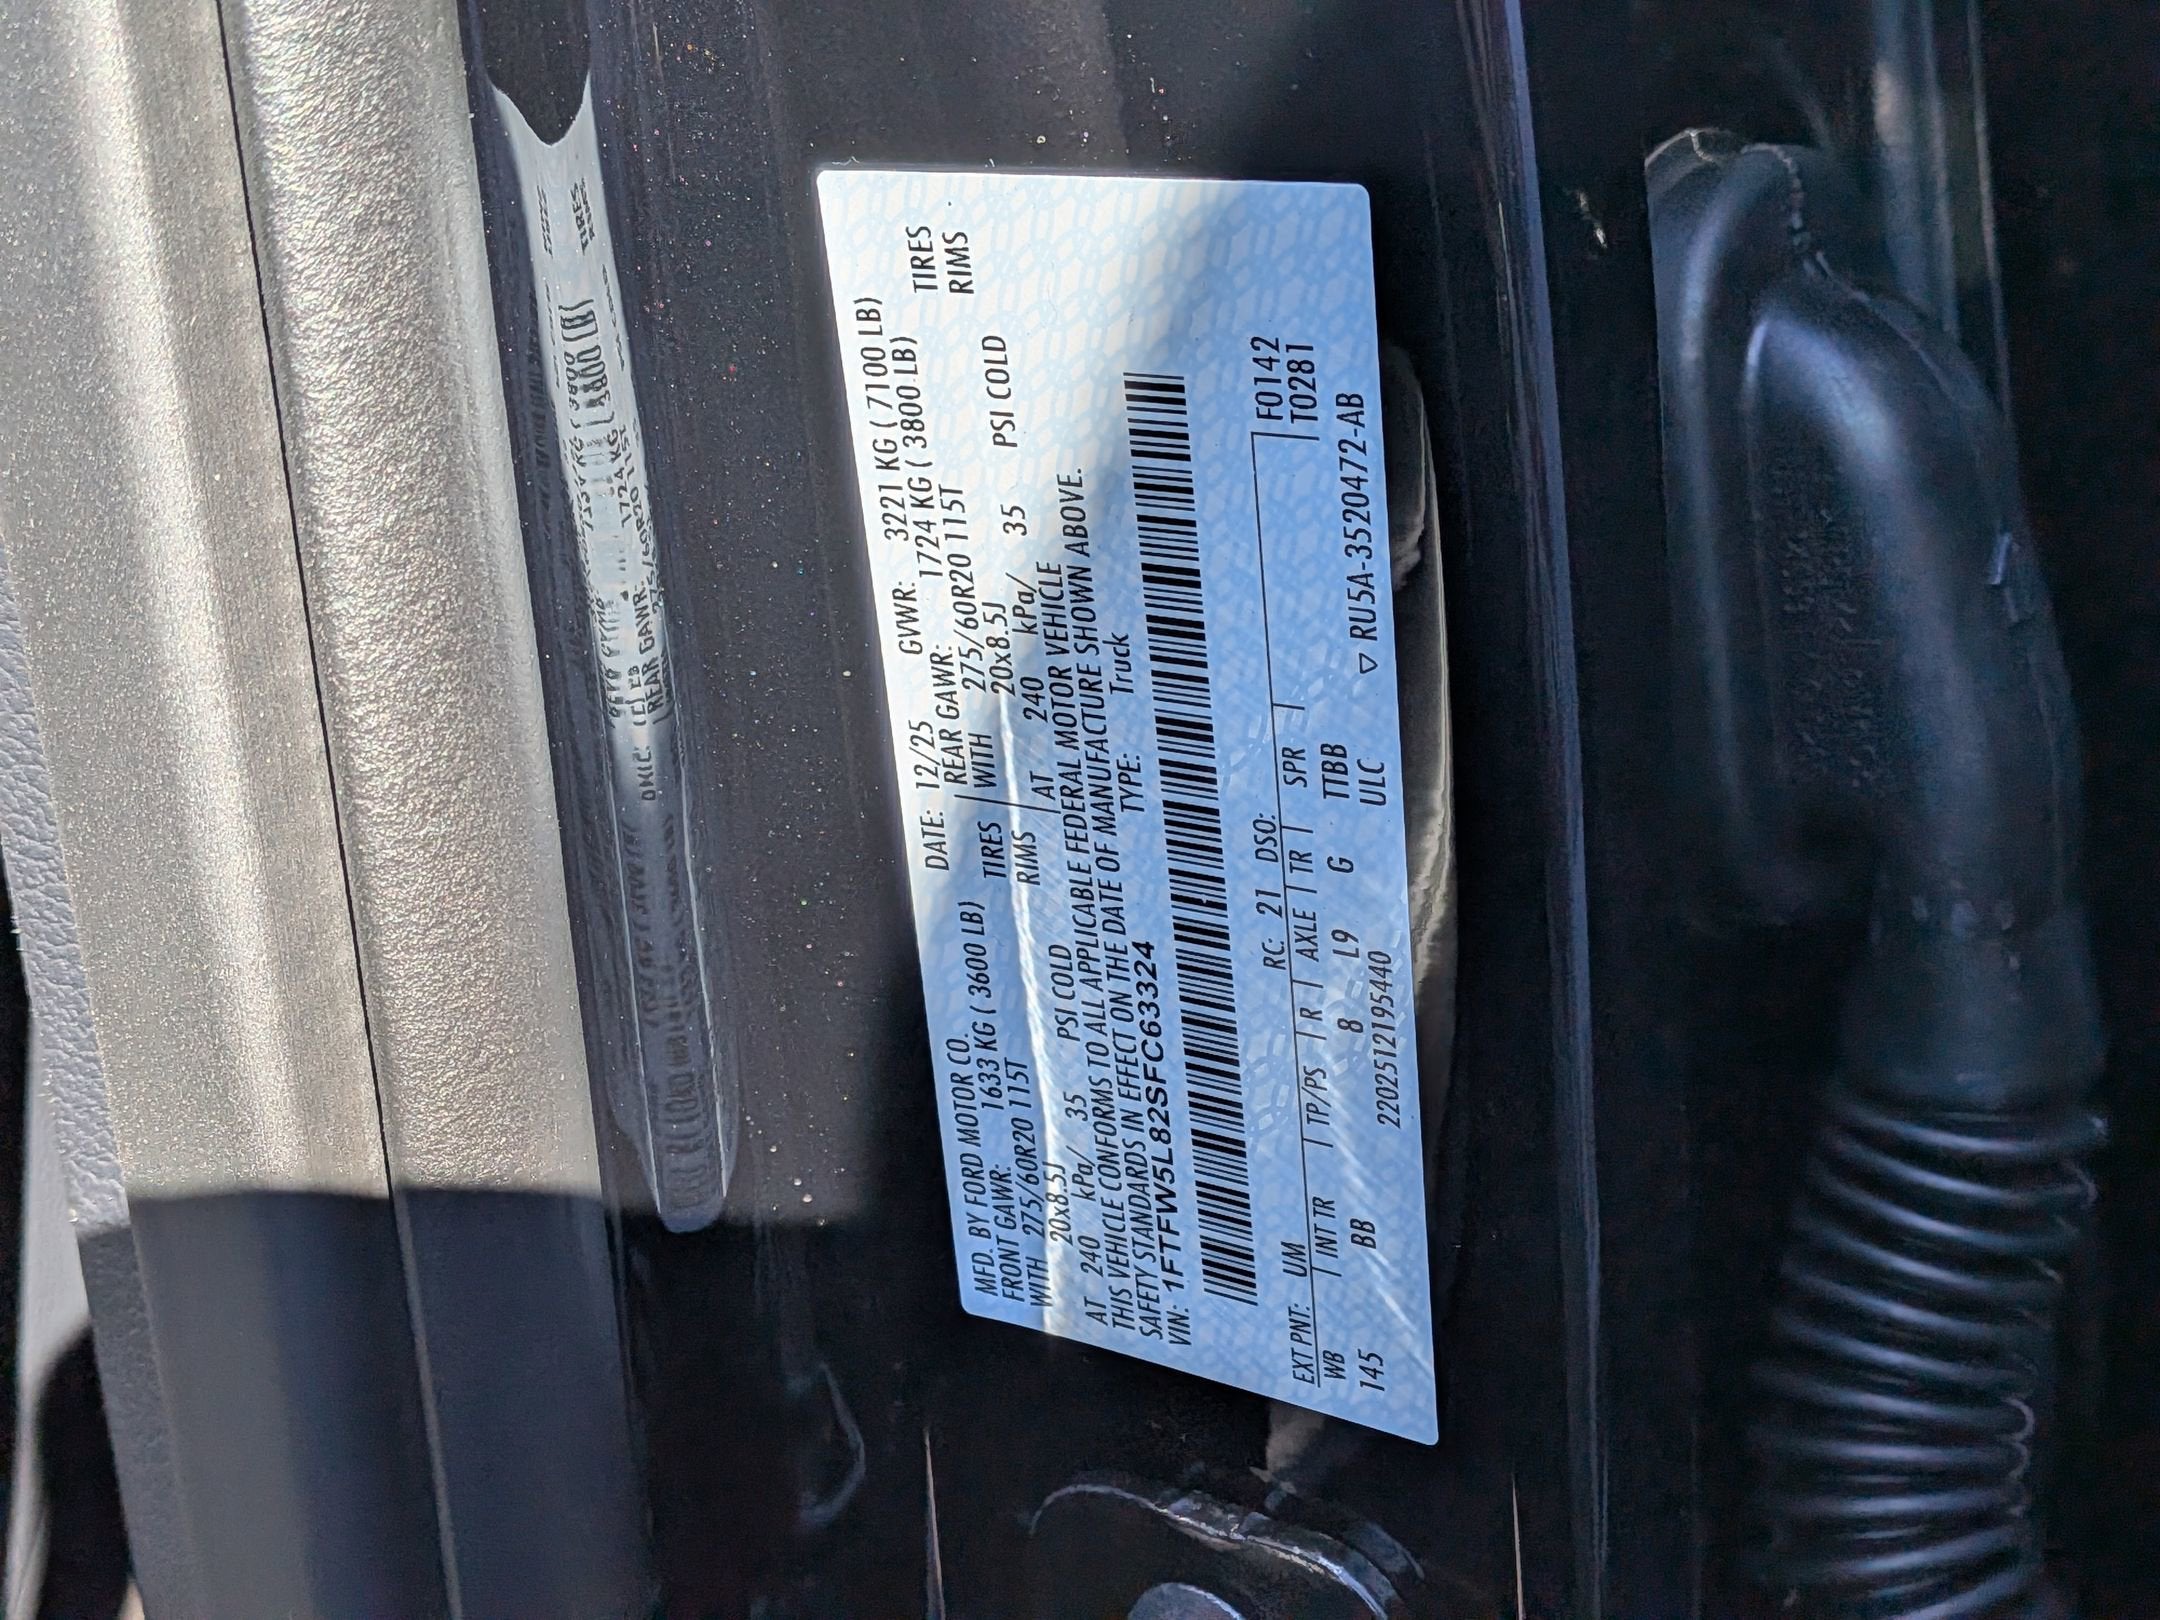 MFD. BY FORD MOTOR CO.
DATE: 12/25 GVWR: 3221 KG ( 7100 LB)
FRONT GAWR: 1633 KG ( 3600 LB)
REAR GAWR: 1724 KG ( 3800 LB)
WITH 275/60R20 115T TIRES
WITH 275/60R20 115T TIRES
20x8.5J RIMS
20x8.5J RIMS
AT 240 kPa/ 35 PSI COLD
AT 240 kPa/ 35 PSI COLD
THIS VEHICLE CONFORMS TO ALL APPLICABLE FEDERAL MOTOR VEHICLE
SAFETY STANDARDS IN EFFECT ON THE DATE OF MANUFACTURE SHOWN ABOVE.
VIN: 1FTFW5L82SFC63324 TYPE: Truck
EXT PNT: UM RC: 21 DSO: F0142
WB INT TR TP/PS R AXLE TR SPR T0281
145 BB 8 L9 G TTBB
2202512195440 ULC ▽ RU5A-3520472-AB